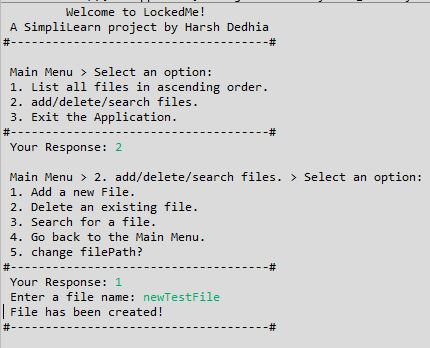 Welcome to LockedMe!
A SimpliLearn project by Harsh Dedhia
#-----------------------------------#
Main Menu > Select an option:
1. List all files in ascending order.
2. add/delete/search files.
3. Exit the Application.
#-----------------------------------#
Your Response: 2
Main Menu > 2. add/delete/search files. > Select an option:
1. Add a new File.
2. Delete an existing file.
3. Search for a file.
4. Go back to the Main Menu.
5. change filePath?
#-----------------------------------#
Your Response: 1
Enter a file name: newTestFile
File has been created!
#-----------------------------------#